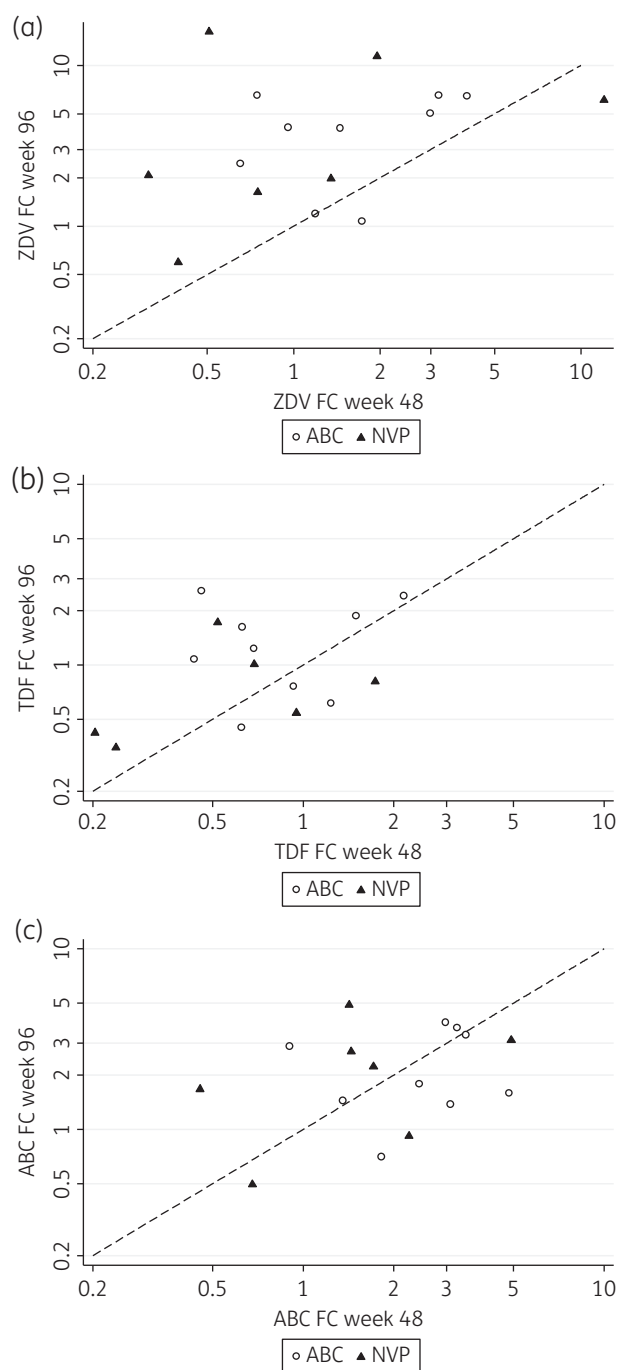 (a)
ZDV FC week 96
10
5
3
2
1
0.5
0.2
0.2 0.5 1 2 3 5 10
ZDV FC week 48
ABC NVP
(b)
TDF FC week 96
10
5
3
2
1
0.5
0.2
0.2 0.5 1 2 3 5 10
TDF FC week 48
ABC NVP
(c)
ABC FC week 96
10
5
3
2
1
0.5
0.2
0.2 0.5 1 2 3 5 10
ABC FC week 48
ABC NVP